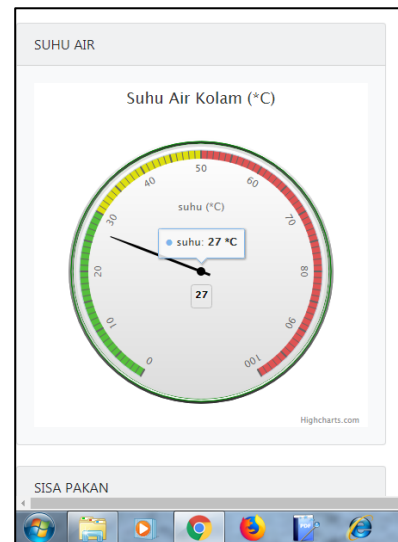 SUHU AIR
Suhu Air Kolam (*C)
0
10
20
30
40
50
60
70
80
90
100
suhu (*C)
suhu: 27 *C
27
Highcharts.com
SISA PAKAN
PDF